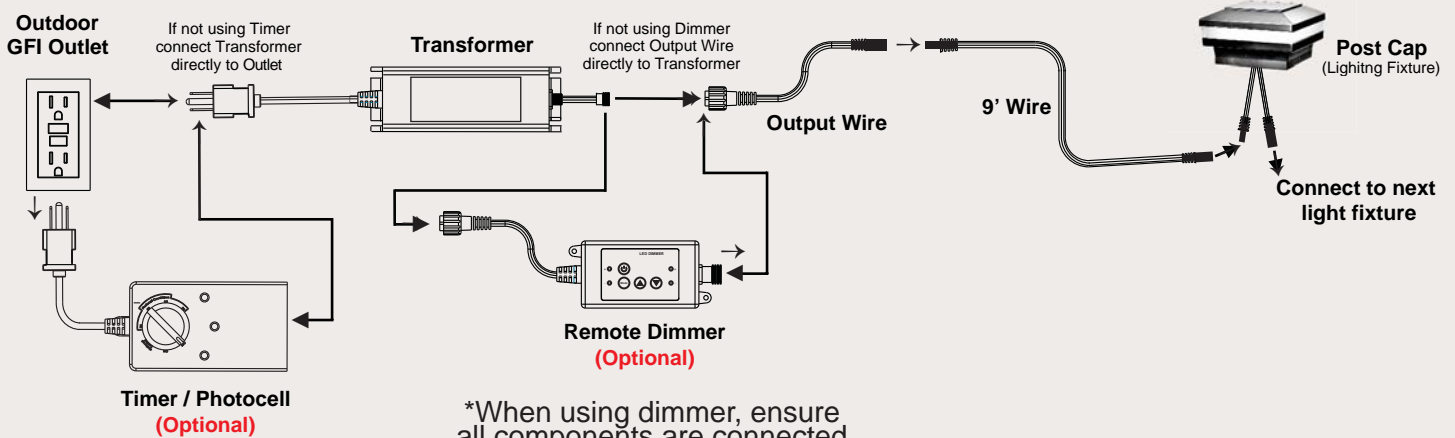 Outdoor
GFI Outlet
If not using Timer
connect Transformer
directly to Outlet
Transformer
If not using Dimmer
connect Output Wire
directly to Transformer
Output Wire
9’ Wire
Post Cap
(Lighitng Fixture)
Connect to next
light fixture
LED DIMMER
Remote Dimmer
(Optional)
Timer / Photocell
(Optional)
*When using dimmer, ensure
all components are connected